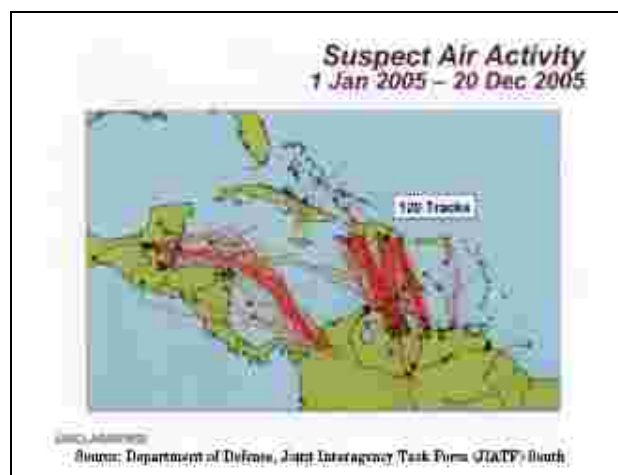 Suspect Air Activity
1 Jan 2005 – 20 Dec 2005
120 Tracks
UNCLASSIFIED
Source: Department of Defense, Joint Interagency Task Force (JIATF) South